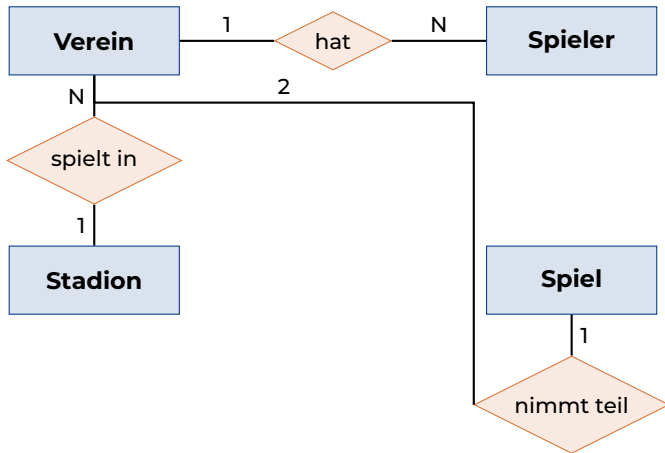 Verein
1
hat
N
Spieler
N
2
spielt in
1
Stadion
Spiel
1
nimmt teil